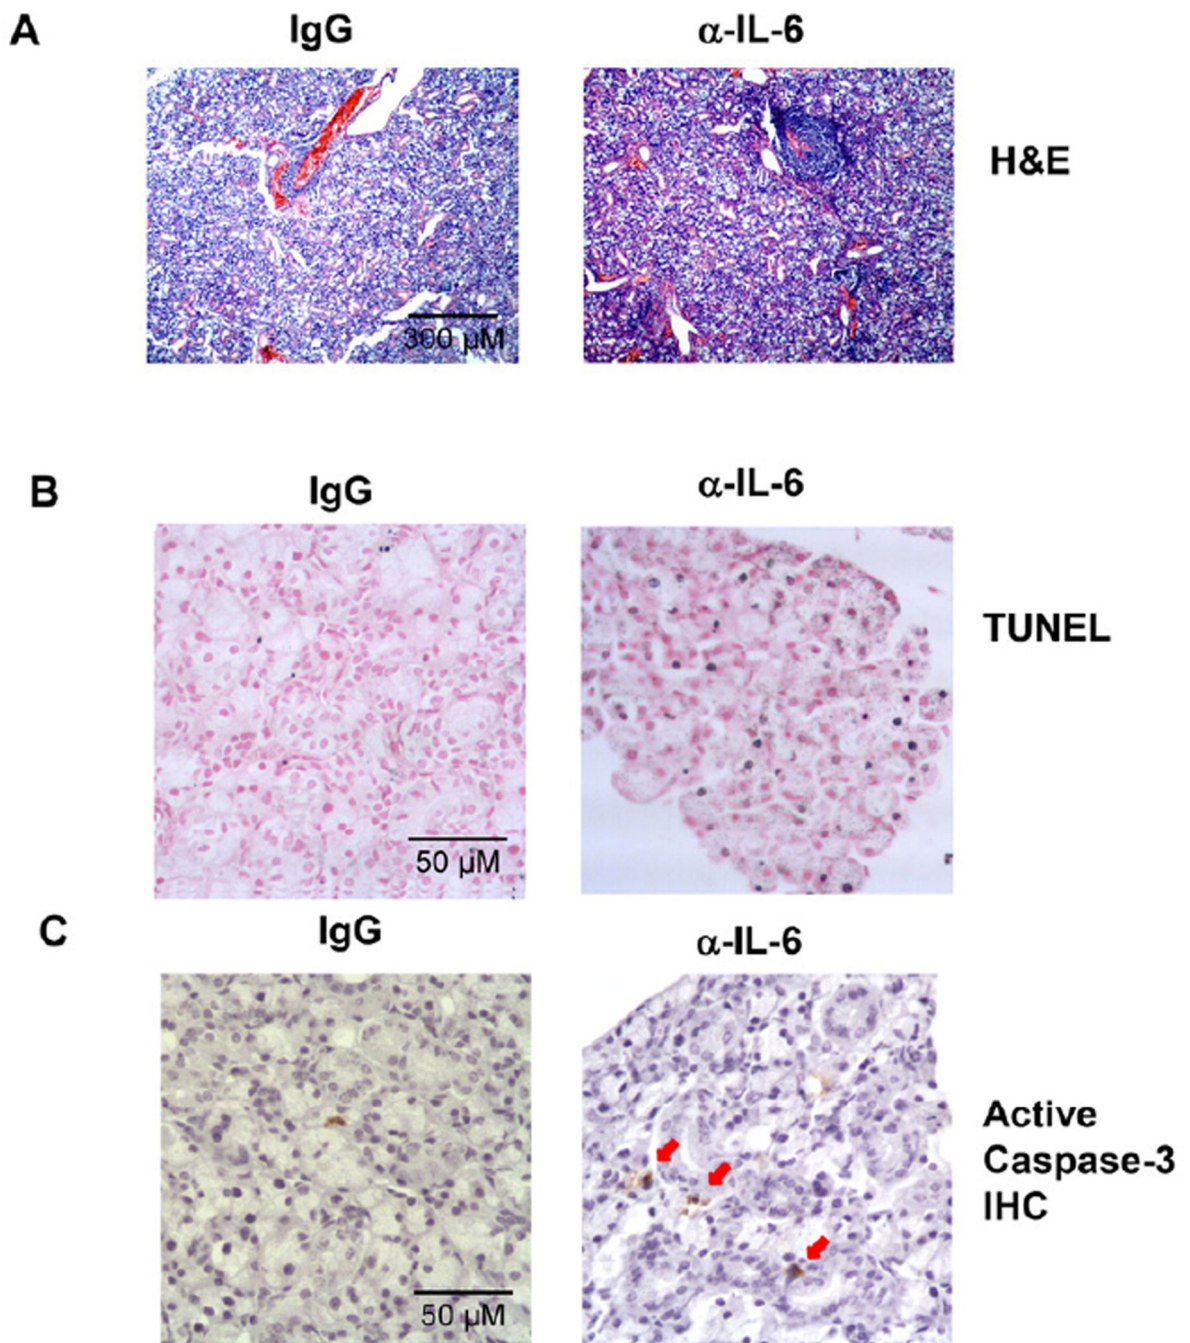 A
IgG
α-IL-6
H&E
300 µM
B
IgG
α-IL-6
TUNEL
50 µM
C
IgG
α-IL-6
Active
Caspase-3
IHC
50 µM